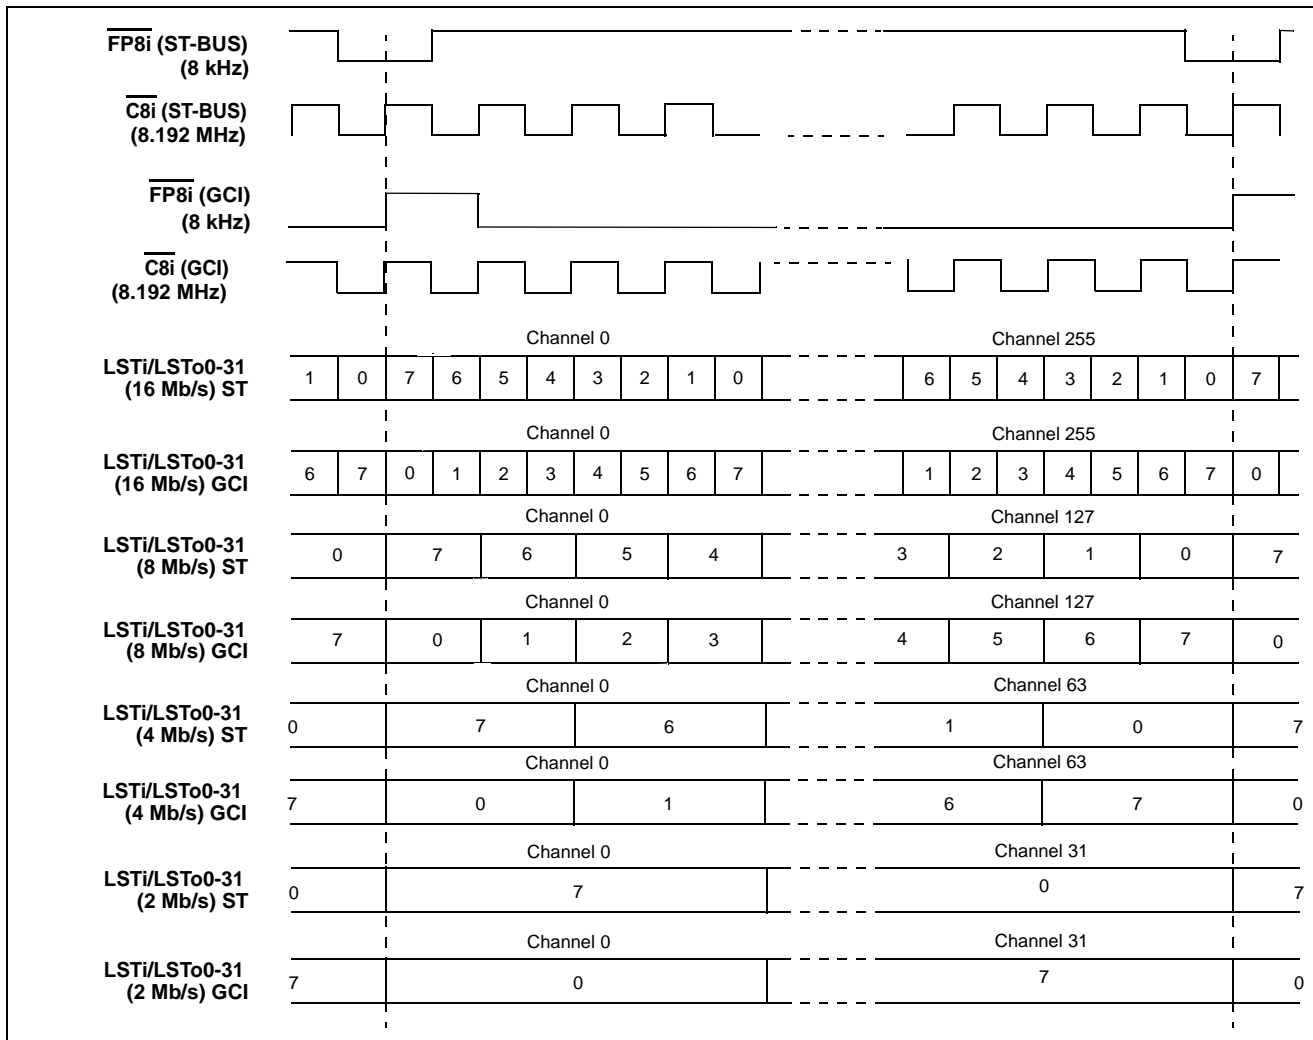 FP8i (ST-BUS)
(8 kHz)
C8i (ST-BUS)
(8.192 MHz)
FP8i (GCI)
(8 kHz)
C8i (GCI)
(8.192 MHz)
Channel 0 Channel 255
LSTi/LSTo0-31
(16 Mb/s) ST
1 0 7 6 5 4 3 2 1 0 6 5 4 3 2 1 0 7
Channel 0 Channel 255
LSTi/LSTo0-31
(16 Mb/s) GCI
6 7 0 1 2 3 4 5 6 7 1 2 3 4 5 6 7 0
Channel 0 Channel 127
LSTi/LSTo0-31
(8 Mb/s) ST
0 7 6 5 4 3 2 1 0 7
Channel 0 Channel 127
LSTi/LSTo0-31
(8 Mb/s) GCI
7 0 1 2 3 4 5 6 7 0
Channel 0 Channel 63
LSTi/LSTo0-31
(4 Mb/s) ST
0 7 6 1 0 7
Channel 0 Channel 63
LSTi/LSTo0-31
(4 Mb/s) GCI
7 0 1 6 7 0
Channel 0 Channel 31
LSTi/LSTo0-31
(2 Mb/s) ST
0 7 0 7
Channel 0 Channel 31
LSTi/LSTo0-31
(2 Mb/s) GCI
7 0 7 0